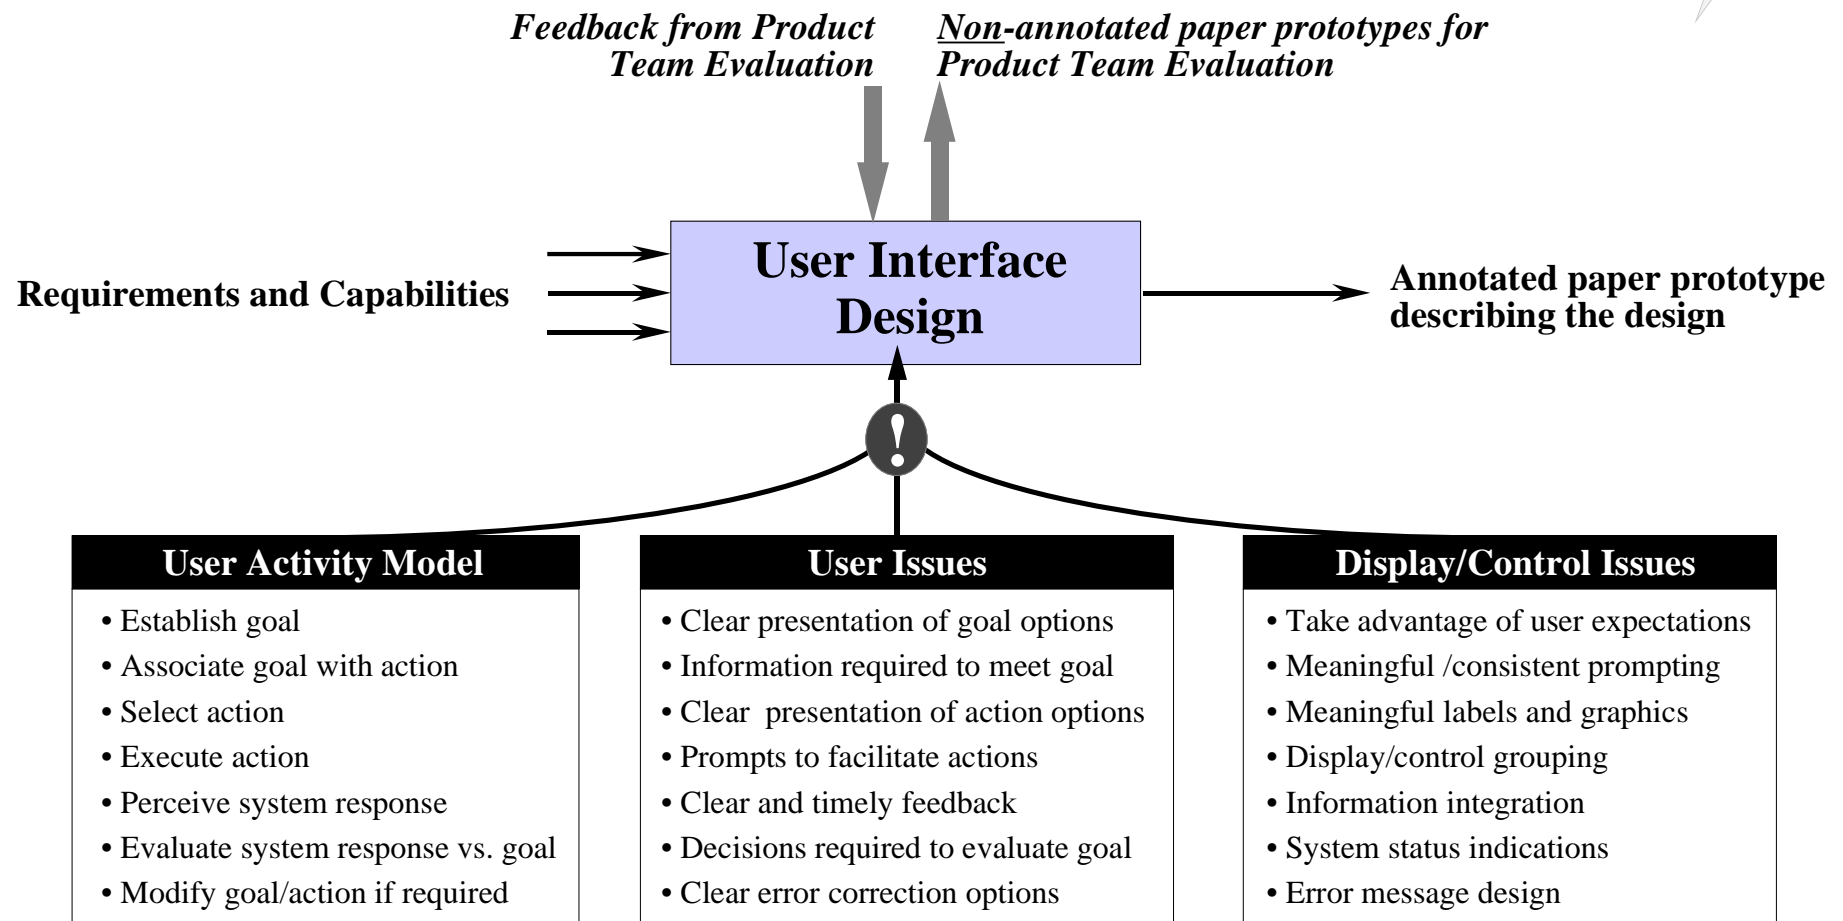 Feedback from Product
Team Evaluation
Non-annotated paper prototypes for
Product Team Evaluation
Requirements and Capabilities
User Interface
Design
Annotated paper prototype
describing the design
!
User Activity Model
• Establish goal
• Associate goal with action
• Select action
• Execute action
• Perceive system response
• Evaluate system response vs. goal
• Modify goal/action if required
User Issues
• Clear presentation of goal options
• Information required to meet goal
• Clear  presentation of action options
• Prompts to facilitate actions
• Clear and timely feedback
• Decisions required to evaluate goal
• Clear error correction options
Display/Control Issues
• Take advantage of user expectations
• Meaningful /consistent prompting
• Meaningful labels and graphics
• Display/control grouping
• Information integration
• System status indications
• Error message design